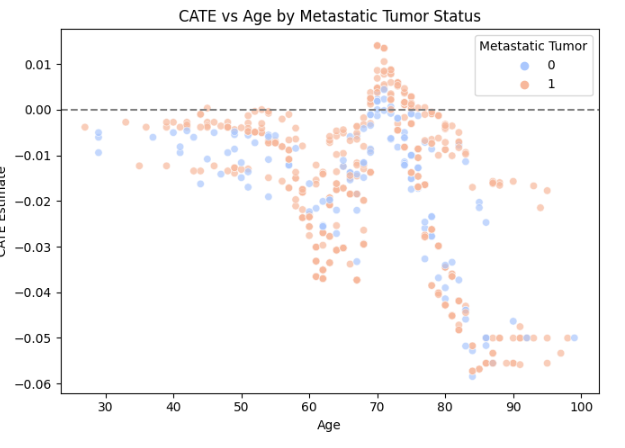 CATE vs Age by Metastatic Tumor Status
Metastatic Tumor
0
1
0.01
0.00
−0.01
−0.02
−0.03
−0.04
−0.05
−0.06
CATE Estimate
30 40 50 60 70 80 90 100
Age